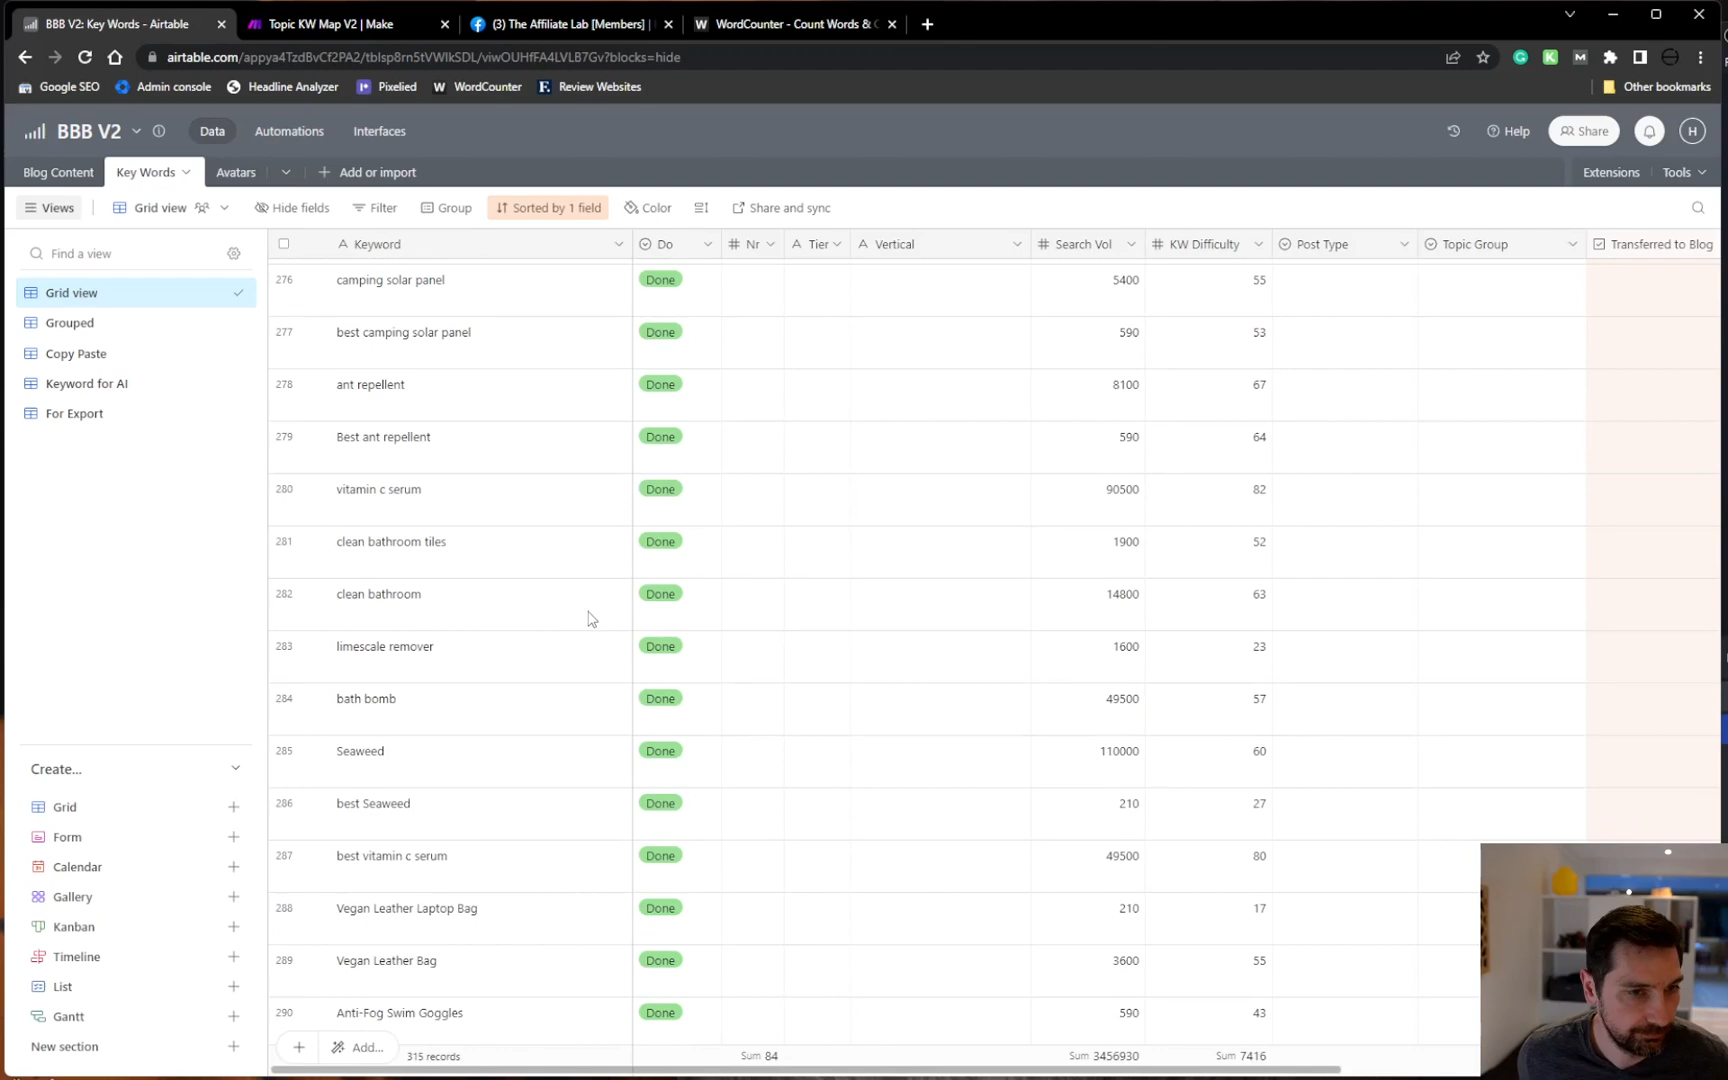 BBB V2: Key Words - Airtable
Topic KW Map V2 | Make
(3) The Affiliate Lab [Members] |
W WordCounter - Count Words &
airtable.com/appya4TzdBvCf2PA2/tblsp8rn5tVWlkSDL/viwOUHfFA4LVLB7Gv?blocks=hide
Google SEO
Admin console
Headline Analyzer
Pixelied
W WordCounter
Review Websites
Other bookmarks
BBB V2
Data
Automations
Interfaces
Help
Share
H
Blog Content
Key Words
Avatars
Add or import
Extensions
Tools
Views
Grid view
Hide fields
Filter
Group
Sorted by 1 field
Color
Share and sync
Find a view
Grid view
Grouped
Copy Paste
Keyword for AI
For Export
Create...
Grid
Form
Calendar
Gallery
Kanban
Timeline
List
Gantt
New section
Keyword Do Nr Tier Vertical Search Vol KW Difficulty Post Type Topic Group Transferred to Blog
276 camping solar panel Done 5400 55
277 best camping solar panel Done 590 53
278 ant repellent Done 8100 67
279 Best ant repellent Done 590 64
280 vitamin c serum Done 90500 82
281 clean bathroom tiles Done 1900 52
282 clean bathroom Done 14800 63
283 limescale remover Done 1600 23
284 bath bomb Done 49500 57
285 Seaweed Done 110000 60
286 best Seaweed Done 210 27
287 best vitamin c serum Done 49500 80
288 Vegan Leather Laptop Bag Done 210 17
289 Vegan Leather Bag Done 3600 55
290 Anti-Fog Swim Goggles Done 590 43
Add...
315 records Sum 84 Sum 3456930 Sum 7416